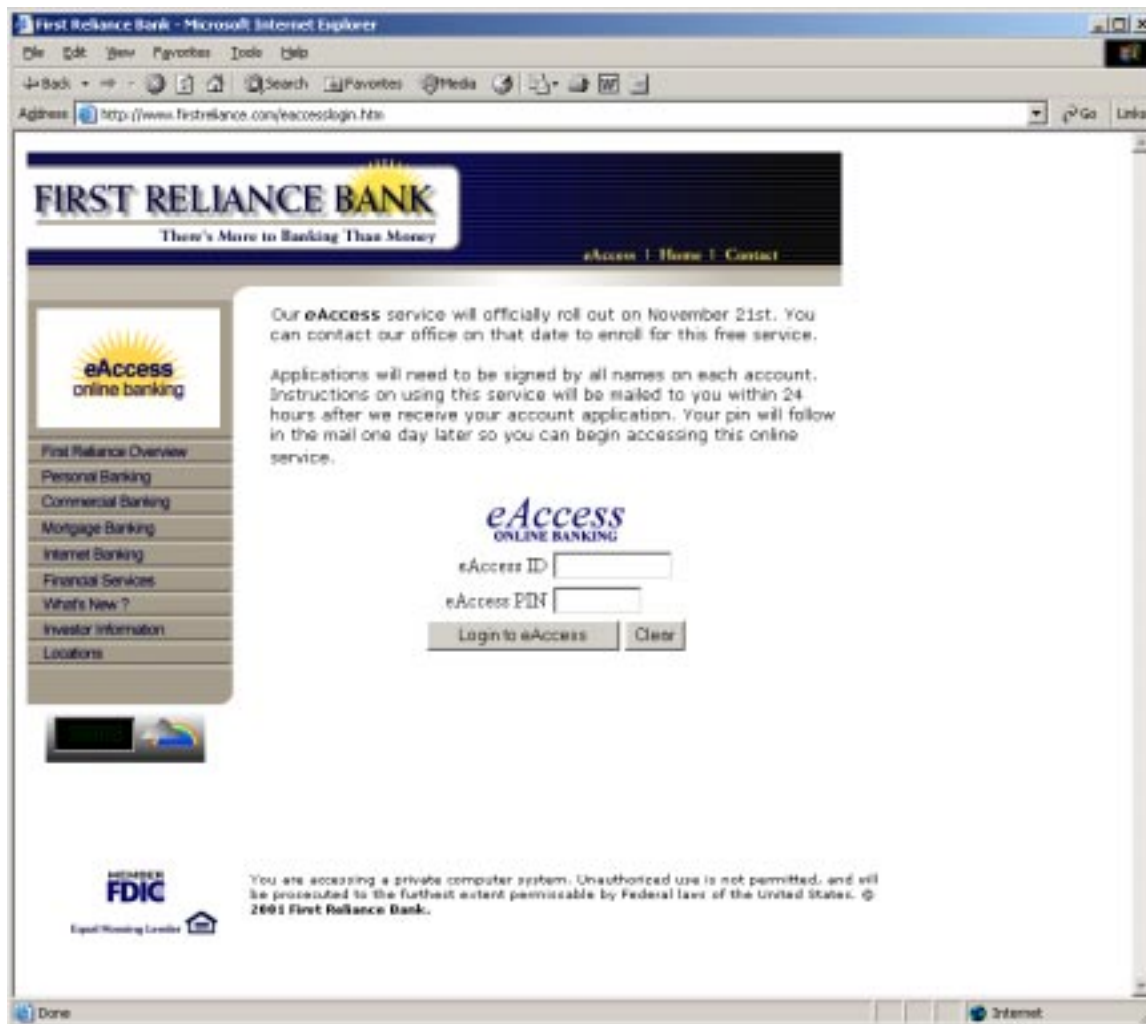 First Reliance Bank - Microsoft Internet Explorer
File Edit View Favorites Tools Help
Back Search Favorites Media
Address http://www.firstreliance.com/eaccesslogin.htm Go Links
FIRST RELIANCE BANK
There's More to Banking Than Money
eAccess | Home | Contact
eAccess
online banking
First Reliance Overview
Personal Banking
Commercial Banking
Mortgage Banking
Internet Banking
Financial Services
What's New ?
Investor Information
Locations
Our eAccess service will officially roll out on November 21st. You
can contact our office on that date to enroll for this free service.
Applications will need to be signed by all names on each account.
Instructions on using this service will be mailed to you within 24
hours after we receive your account application. Your pin will follow
in the mail one day later so you can begin accessing this online
service.
eAccess
ONLINE BANKING
eAccess ID
eAccess PIN
Login to eAccess Clear
MEMBER
FDIC
Equal Housing Lender
You are accessing a private computer system. Unauthorized use is not permitted, and will
be prosecuted to the furthest extent permissable by Federal laws of the United States. ©
2001 First Reliance Bank.
Done Internet